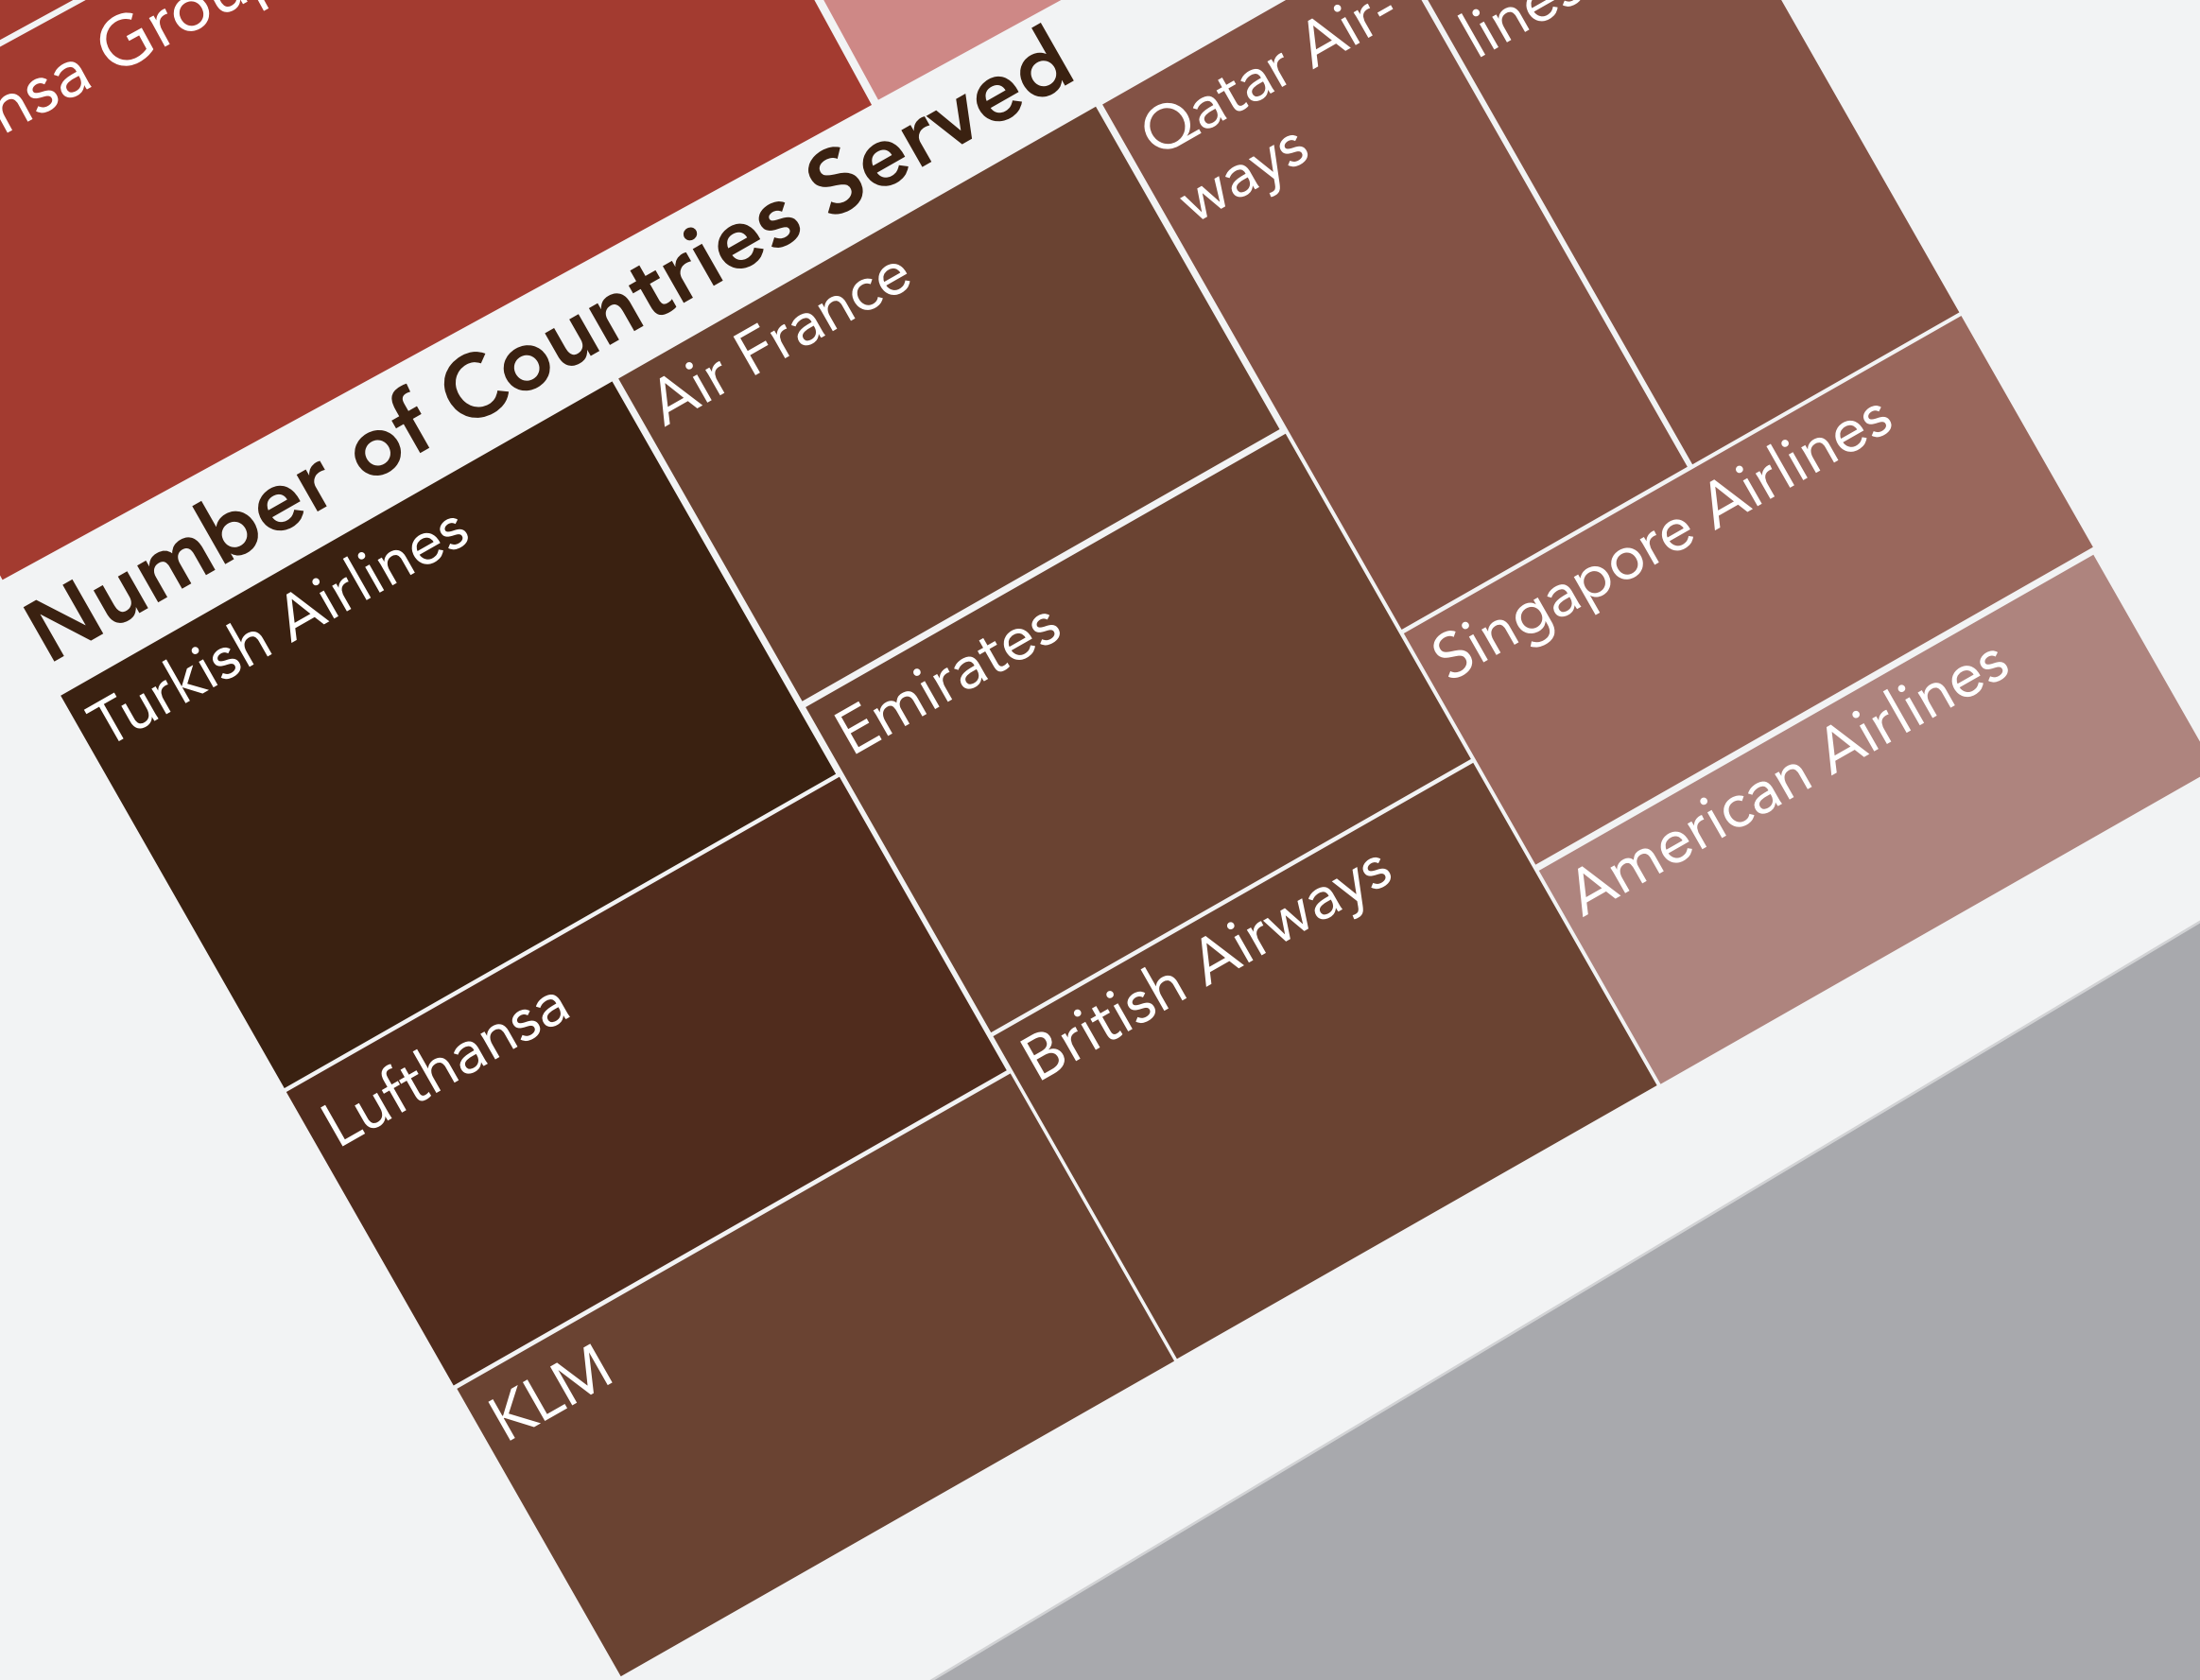 Number of Countries Served
Turkish Airlines
Air France
Qatar Air-
ways
Emirates
Singapore Airlines
Lufthansa
British Airways
American Airlines
KLM